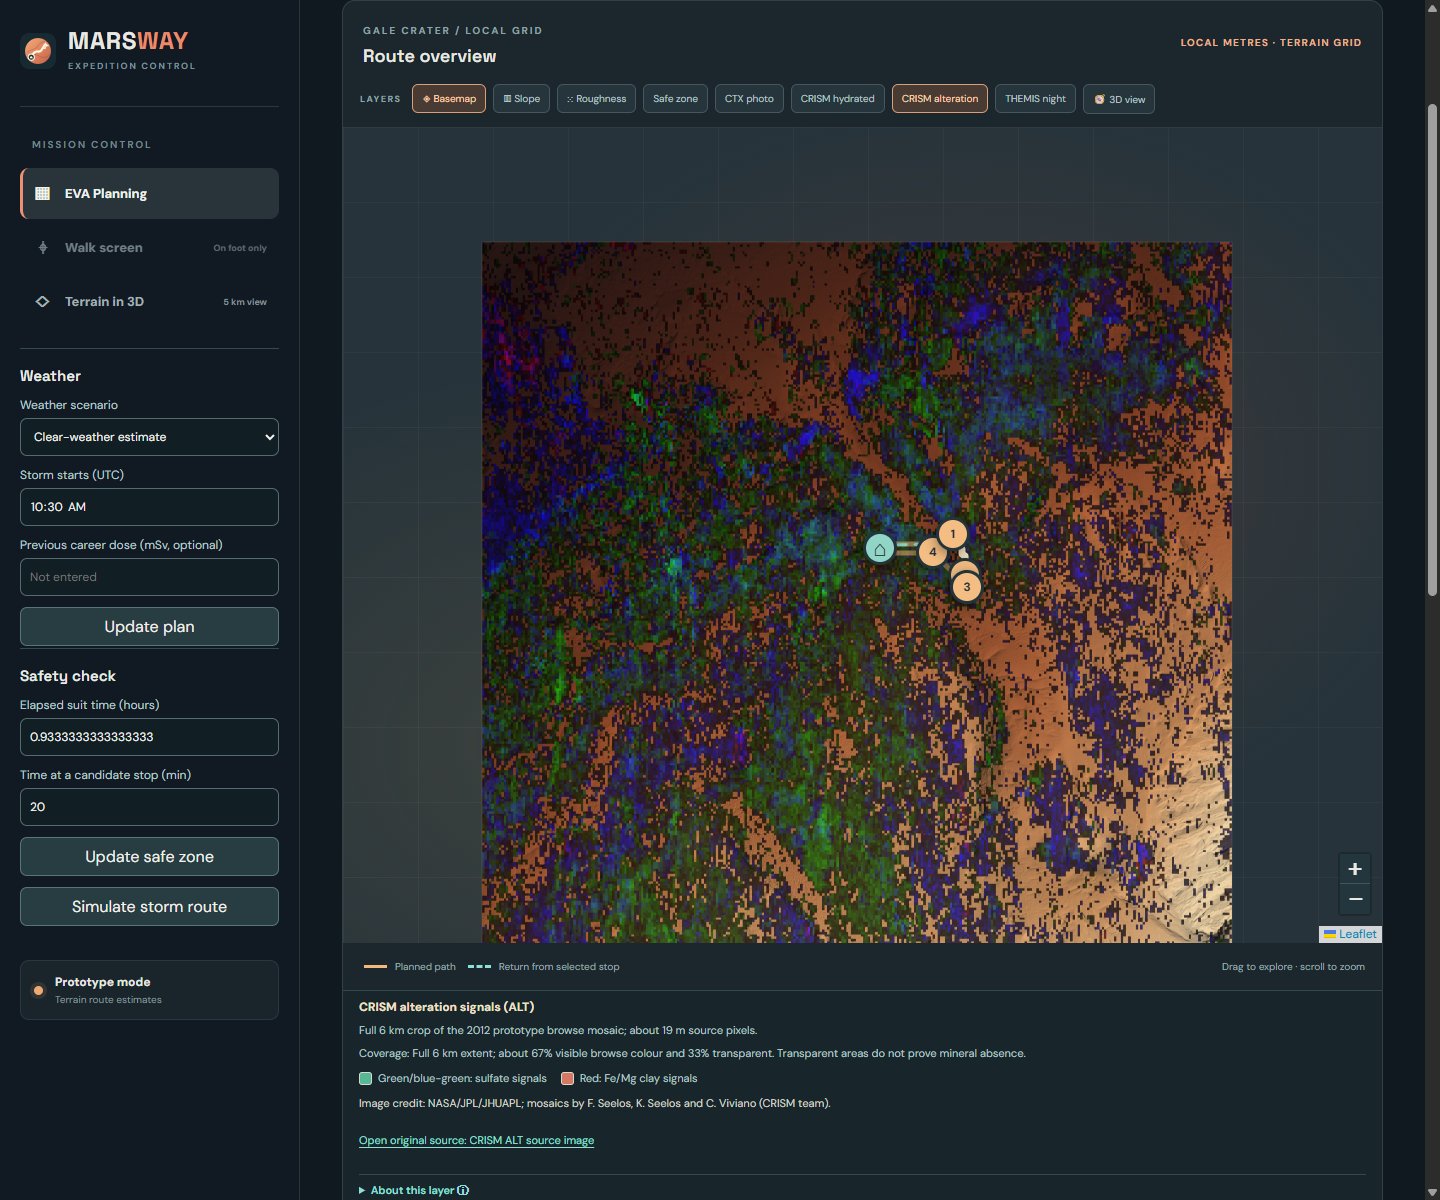 MARSWAY
EXPEDITION CONTROL
MISSION CONTROL
EVA Planning
Walk screen On foot only
Terrain in 3D 5 km view
Weather
Weather scenario
Clear-weather estimate
Storm starts (UTC)
10:30 AM
Previous career dose (mSv, optional)
Not entered
Update plan
Safety check
Elapsed suit time (hours)
0.9333333333333333
Time at a candidate stop (min)
20
Update safe zone
Simulate storm route
Prototype mode
Terrain route estimates
GALE CRATER / LOCAL GRID
Route overview
LOCAL METRES · TERRAIN GRID
LAYERS Basemap Slope Roughness Safe zone CTX photo CRISM hydrated CRISM alteration THEMIS night 3D view
1
4
3
+
−
Leaflet
Planned path Return from selected stop Drag to explore · scroll to zoom
CRISM alteration signals (ALT)
Full 6 km crop of the 2012 prototype browse mosaic; about 19 m source pixels.
Coverage: Full 6 km extent; about 67% visible browse colour and 33% transparent. Transparent areas do not prove mineral absence.
Green/blue-green: sulfate signals Red: Fe/Mg clay signals
Image credit: NASA/JPL/JHUAPL; mosaics by F. Seelos, K. Seelos and C. Viviano (CRISM team).
Open original source: CRISM ALT source image
About this layer